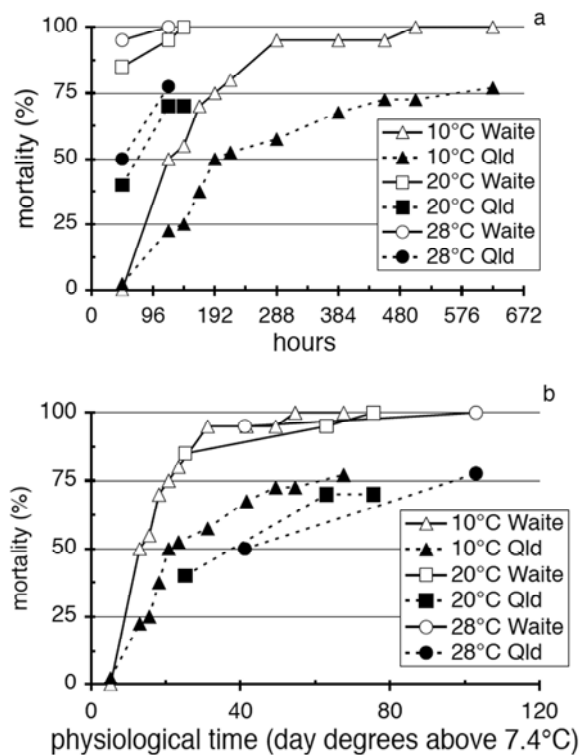 a
100
75
50
25
0
mortality (%)
10°C Waite
10°C Qld
20°C Waite
20°C Qld
28°C Waite
28°C Qld
0 96 192 288 384 480 576 672
hours
b
100
75
50
25
0
mortality (%)
10°C Waite
10°C Qld
20°C Waite
20°C Qld
28°C Waite
28°C Qld
0 40 80 120
physiological time (day degrees above 7.4°C)